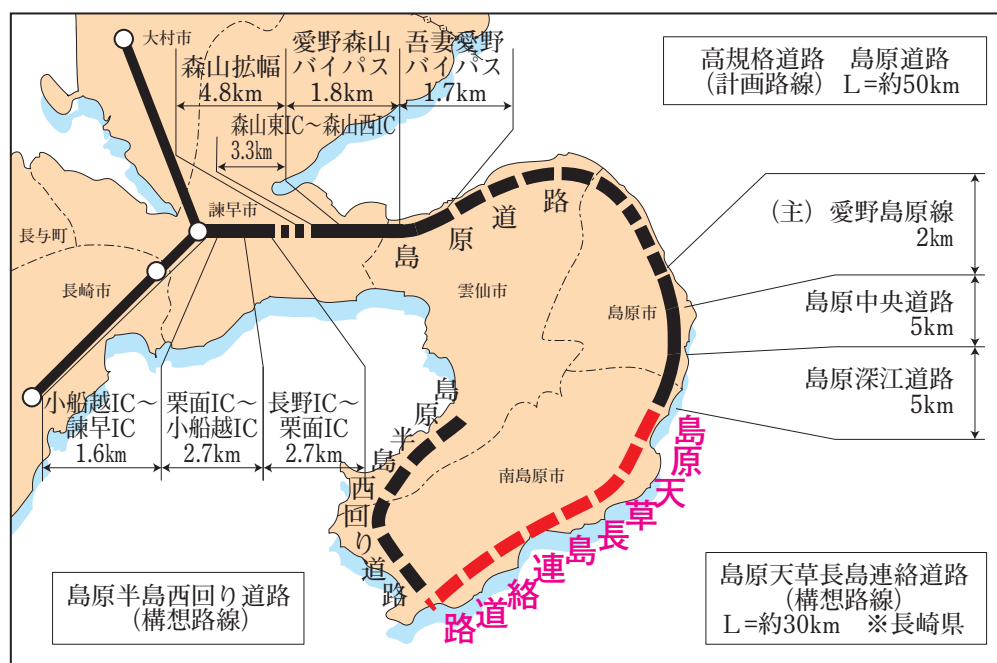 大村市
森山拡幅
4.8km
愛野森山
バイパス
1.8km
吾妻愛野
バイパス
1.7km
森山東IC~森山西IC
3.3km
高規格道路 島原道路
(計画路線) L=約50km
諫早市
長与町
長崎市
島原道路
雲仙市
島原市
(主) 愛野島原線
2km
島原中央道路
5km
島原深江道路
5km
小船越IC~
諫早IC
1.6km
栗面IC~
小船越IC
2.7km
長野IC~
栗面IC
2.7km
島原半島西回り道路
南島原市
島原天草長島連絡道路
島原半島西回り道路
(構想路線)
島原天草長島連絡道路
(構想路線)
L=約30km ※長崎県